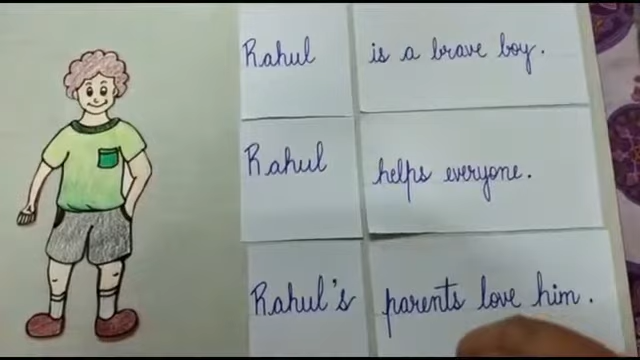 Rahul is a brave boy.
Rahul helps everyone.
Rahul's parents love him.